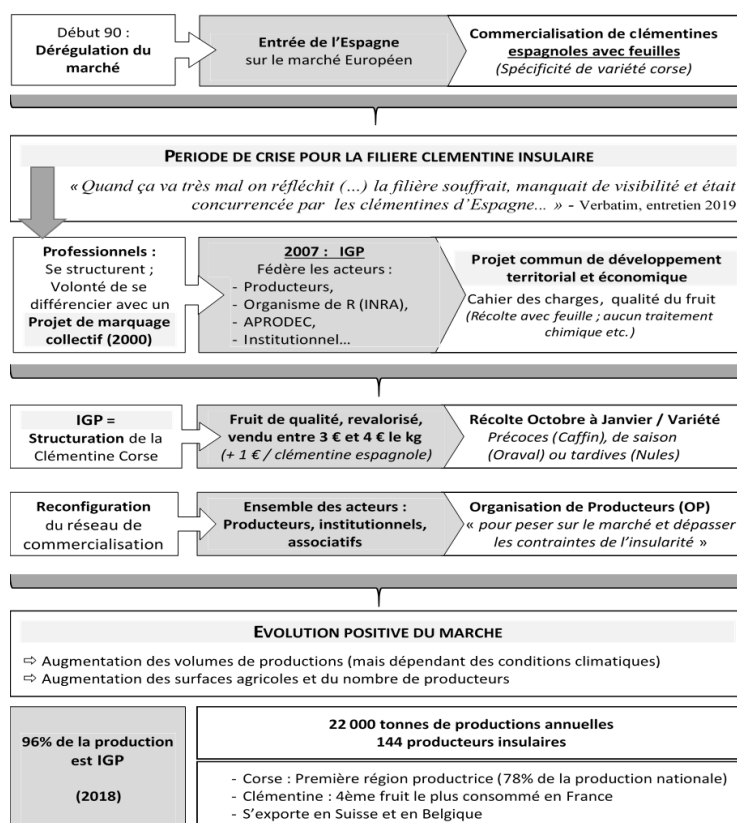 Début 90 :
Dérégulation du
marché
Entrée de l'Espagne
sur le marché Européen
Commercialisation de clémentines
espagnoles avec feuilles
(Spécificité de variété corse)
PERIODE DE CRISE POUR LA FILIERE CLEMENTINE INSULAIRE
« Quand ça va très mal on réfléchit (...) la filière souffrait, manquait de visibilité et était
concurrencée par les clémentines d'Espagne... » - Verbatim, entretien 2019
Professionnels :
Se structurent ;
Volonté de se
différencier avec un
Projet de marquage
collectif (2000)
2007 : IGP
Fédère les acteurs :
- Producteurs,
- Organisme de R (INRA),
- APRODEC,
- Institutionnel...
Projet commun de développement
territorial et économique
Cahier des charges, qualité du fruit
(Récolte avec feuille ; aucun traitement
chimique etc.)
IGP =
Structuration de la
Clémentine Corse
Fruit de qualité, revalorisé,
vendu entre 3 € et 4 € le kg
(+ 1 € / clémentine espagnole)
Récolte Octobre à Janvier / Variété
Précoces (Caffin), de saison
(Oraval) ou tardives (Nules)
Reconfiguration
du réseau de
commercialisation
Ensemble des acteurs :
Producteurs, institutionnels,
associatifs
Organisation de Producteurs (OP)
« pour peser sur le marché et dépasser
les contraintes de l'insularité »
EVOLUTION POSITIVE DU MARCHE
⇨ Augmentation des volumes de productions (mais dépendant des conditions climatiques)
⇨ Augmentation des surfaces agricoles et du nombre de producteurs
96% de la production
est IGP
(2018)
22 000 tonnes de productions annuelles
144 producteurs insulaires
- Corse : Première région productrice (78% de la production nationale)
- Clémentine : 4ème fruit le plus consommé en France
- S'exporte en Suisse et en Belgique